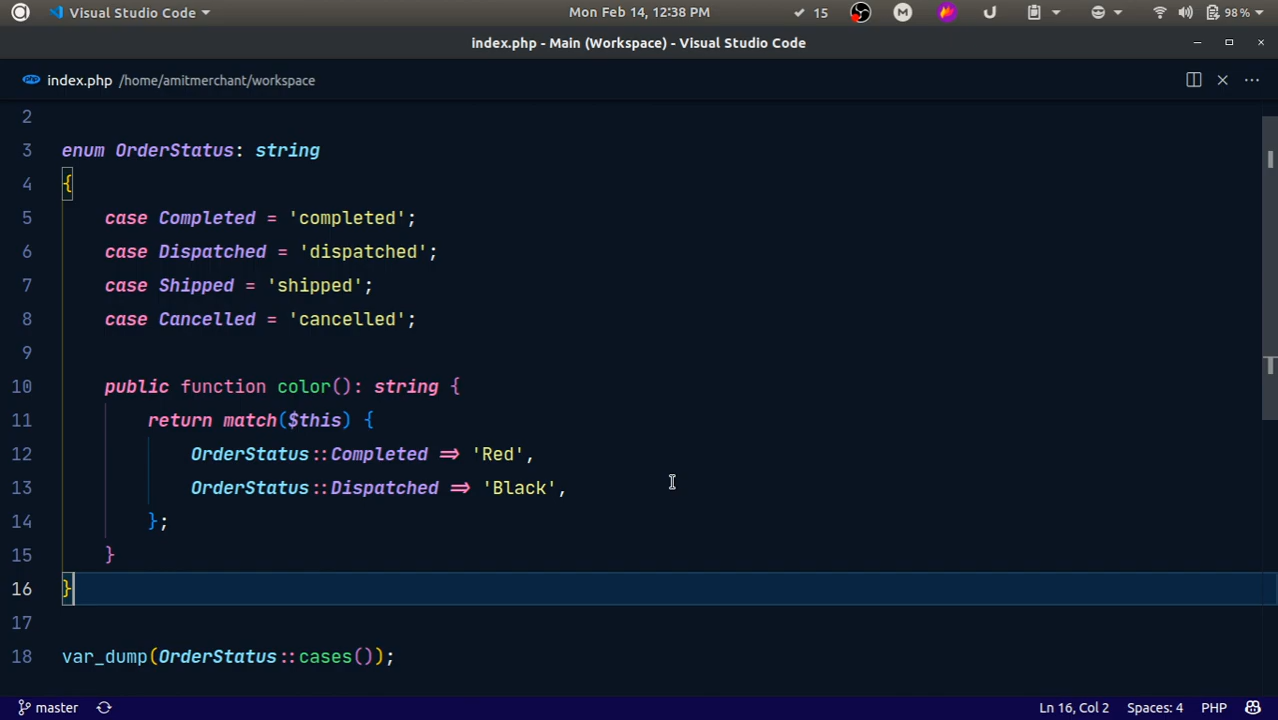 Visual Studio Code
Mon Feb 14, 12:38 PM
15
M
98%
index.php - Main (Workspace) - Visual Studio Code
php index.php /home/amitmerchant/workspace
2
3 enum OrderStatus: string
4 {
5 case Completed = 'completed';
6 case Dispatched = 'dispatched';
7 case Shipped = 'shipped';
8 case Cancelled = 'cancelled';
9
10 public function color(): string {
11 return match($this) {
12 OrderStatus::Completed => 'Red',
13 OrderStatus::Dispatched => 'Black',
14 };
15 }
16 }
17
18 var_dump(OrderStatus::cases());
master
Ln 16, Col 2
Spaces: 4
PHP